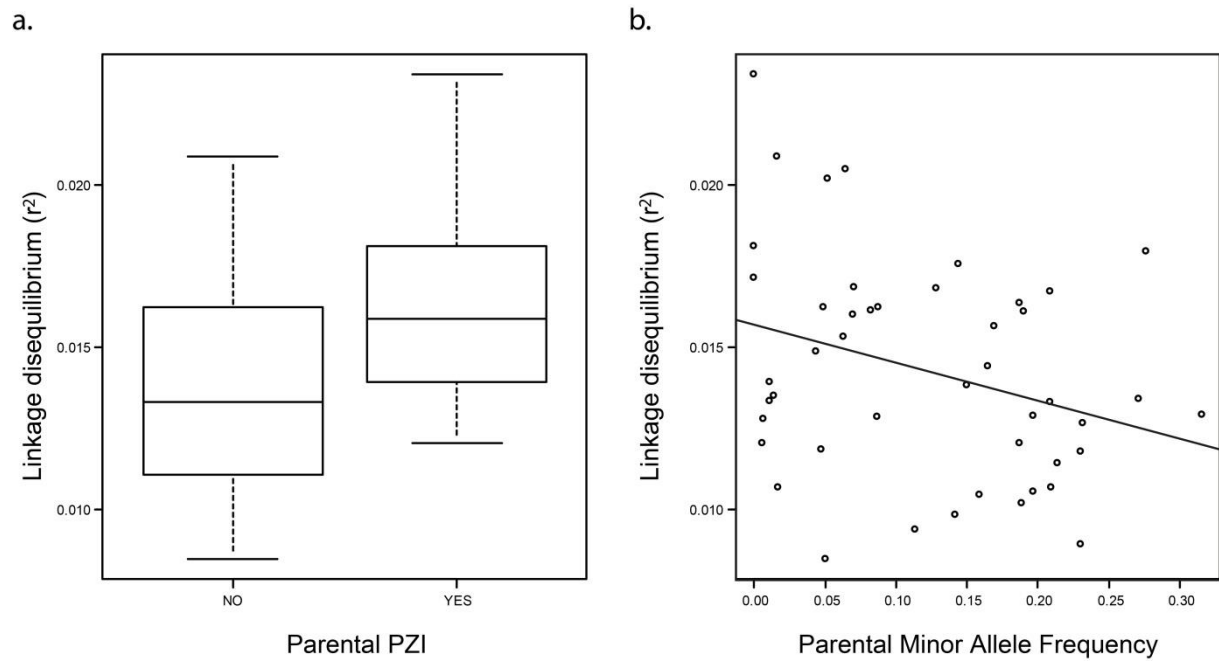 a.
Linkage disequilibrium (r²)
0.020
0.015
0.010
NO YES
Parental PZI
b.
Linkage disequilibrium (r²)
0.020
0.015
0.010
0.00 0.05 0.10 0.15 0.20 0.25 0.30
Parental Minor Allele Frequency